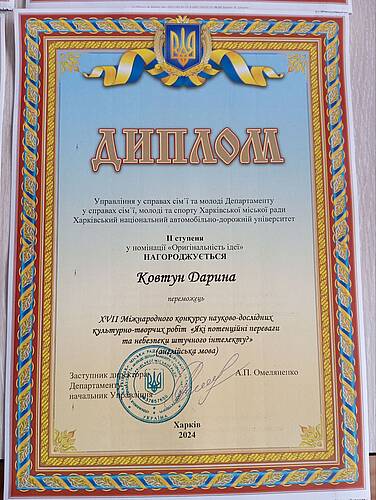 ДИПЛОМ
Управління у справах сім´ї та молоді Департаменту
у справах сім´ї, молоді та спорту Харківської міської ради
Харківський національний автомобільно-дорожній університет
ІІ ступеня
у номінації «Оригінальність ідеї»
НАГОРОДЖУЄТЬСЯ
Ковтун Дарина
переможець
XVII Міжнародного конкурсу науково-дослідних
культурно-творчих робіт «Які потенційні переваги
та небезпеки штучного інтелекту?»
(англійська мова)
Заступник директора
Департаменту
начальник Управління
А.П. Омеляненко
УКРАЇНА
Харків
2024